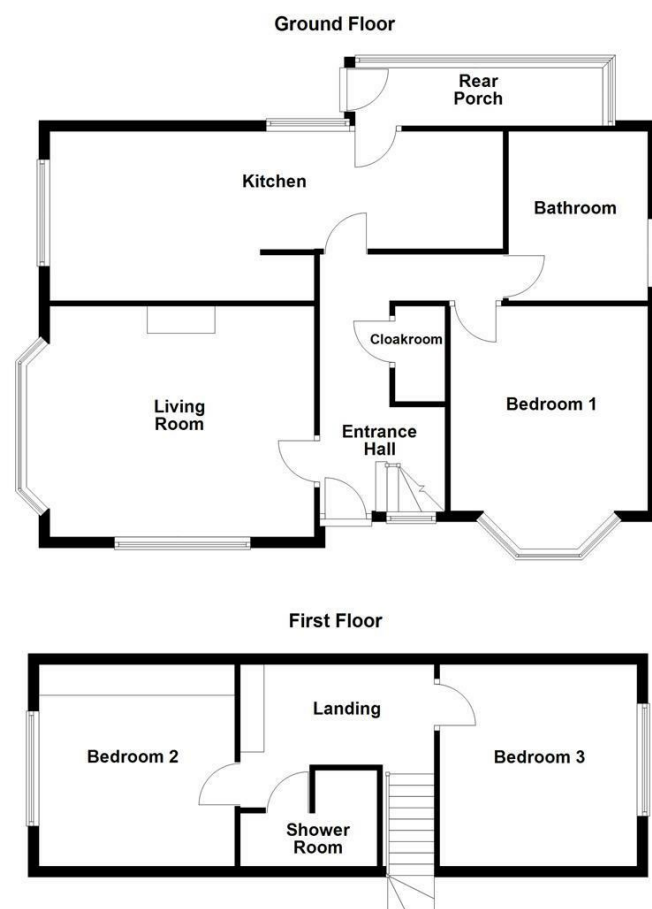 Ground Floor
Rear
Porch
Kitchen
Bathroom
Cloakroom
Living
Room
Bedroom 1
Entrance
Hall
First Floor
Landing
Bedroom 2
Bedroom 3
Shower
Room